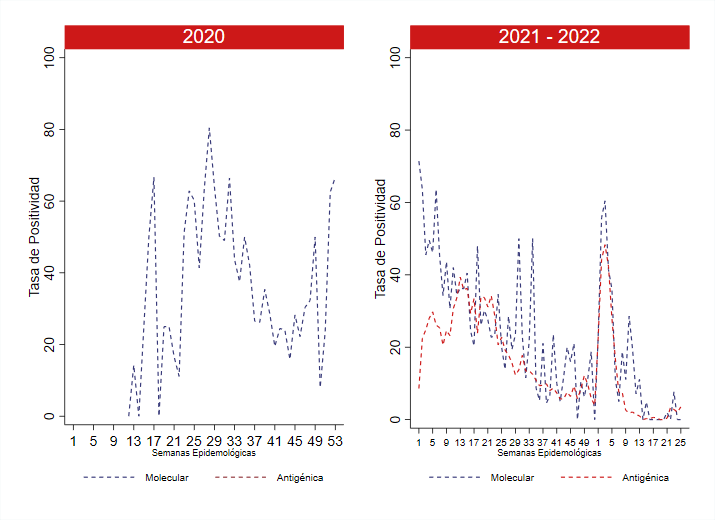 2020
Tasa de Positividad
100
80
60
40
20
0
1 5 9 13 17 21 25 29 33 37 41 45 49 53
Semanas Epidemológicas
Molecular Antigénica
2021 - 2022
Tasa de Positividad
100
80
60
40
20
0
1 5 9 13 17 21 25 29 33 37 41 45 49 1 5 9 13 17 21 25
Semanas Epidemológicas
Molecular Antigénica